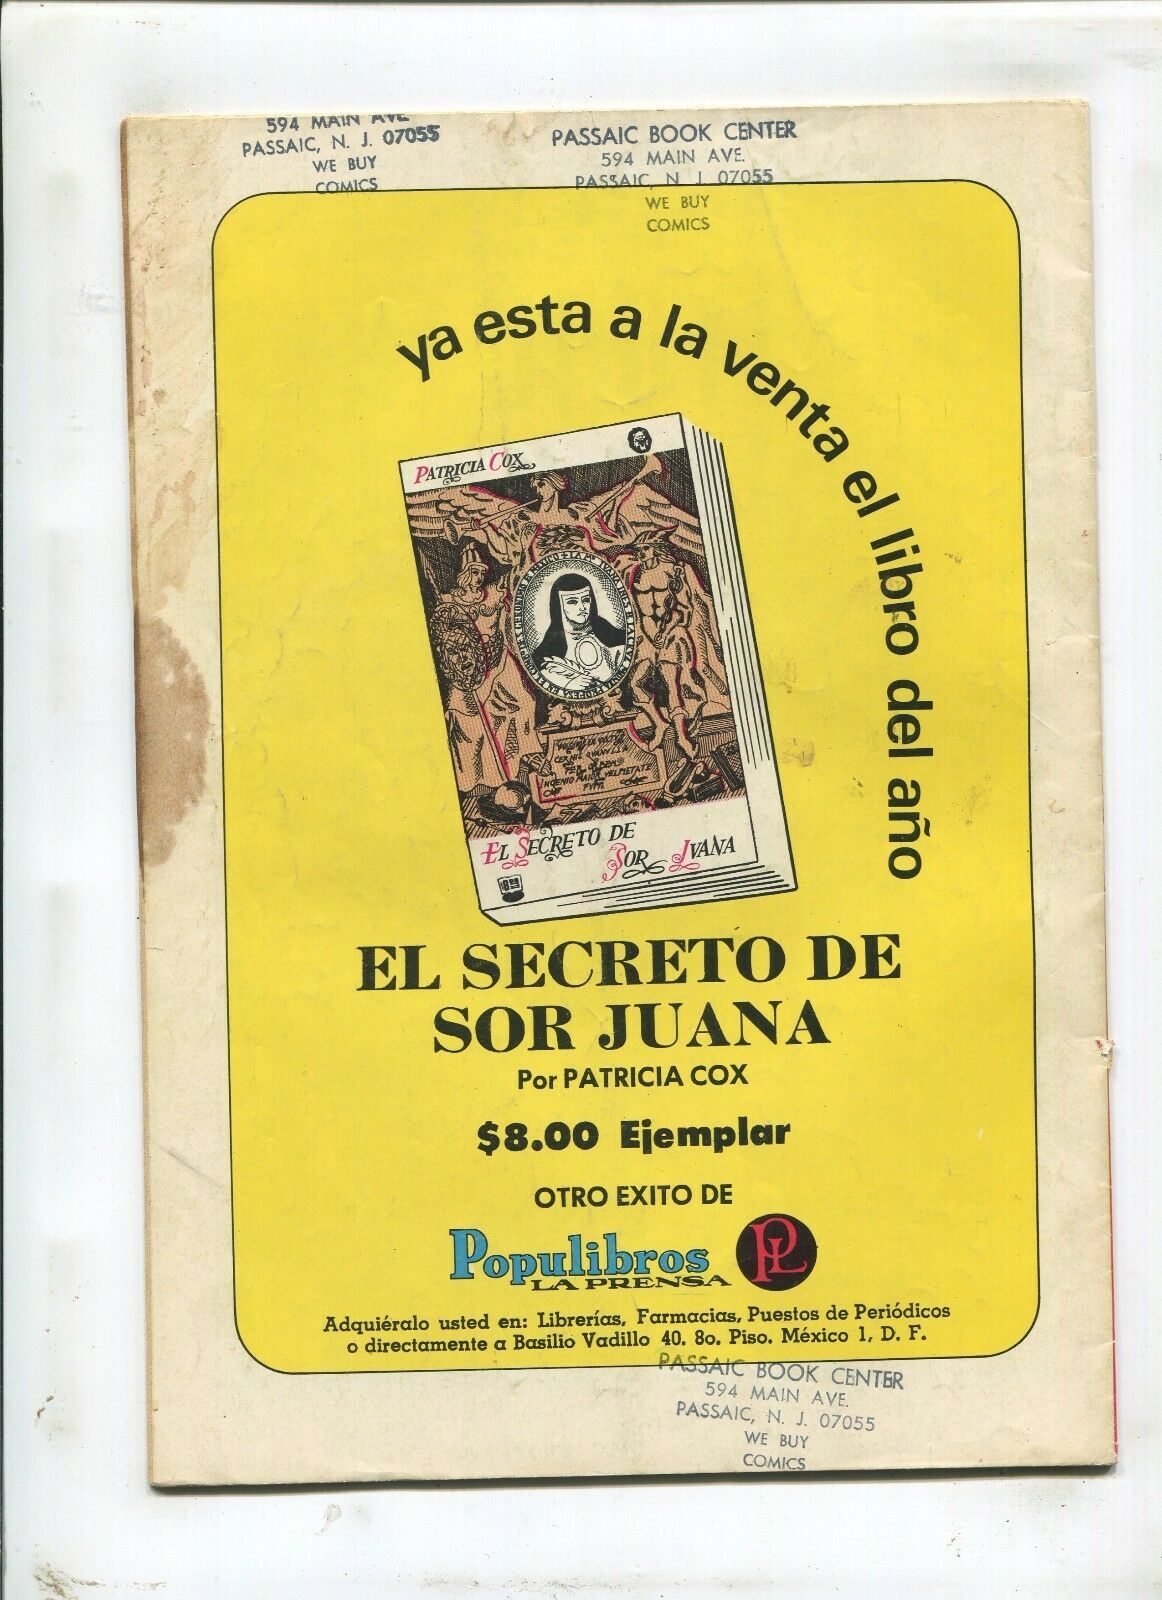 594 MAIN AVE
PASSAIC, N. J. 07055
WE BUY
COMICS
PASSAIC BOOK CENTER
594 MAIN AVE.
PASSAIC, N. J. 07055
WE BUY
COMICS
ya esta a la venta el libro del año
PATRICIA COX
EL SECRETO DE
SOR JVANA
EL SECRETO DE
SOR JUANA
Por PATRICIA COX
$8.00 Ejemplar
OTRO EXITO DE
Populibros PL
LA PRENSA
Adquiéralo usted en: Librerías, Farmacias, Puestos de Periódicos
o directamente a Basilio Vadillo 40. 8o. Piso. México 1, D. F.
PASSAIC BOOK CENTER
594 MAIN AVE.
PASSAIC, N. J. 07055
WE BUY
COMICS